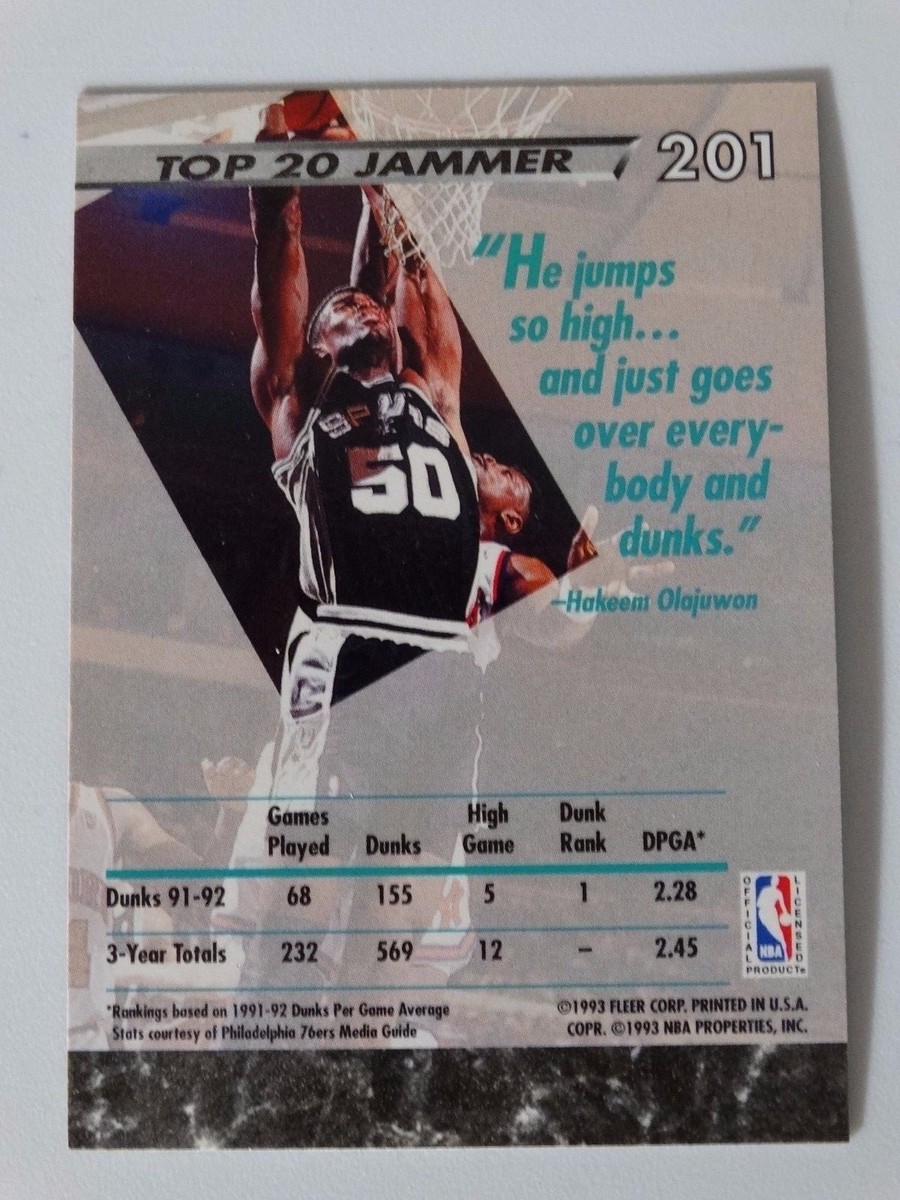 TOP 20 JAMMER 201
"He jumps
so high...
and just goes
over every-
body and
dunks."
–Hakeem Olajuwon
SPURS
50
Games Played Dunks High Game Dunk Rank DPGA*
Dunks 91-92 68 155 5 1 2.28
3-Year Totals 232 569 12 – 2.45
OFFICIAL LICENSED
NBA
PRODUCT®
*Rankings based on 1991-92 Dunks Per Game Average
Stats courtesy of Philadelphia 76ers Media Guide
©1993 FLEER CORP. PRINTED IN U.S.A.
COPR. ©1993 NBA PROPERTIES, INC.